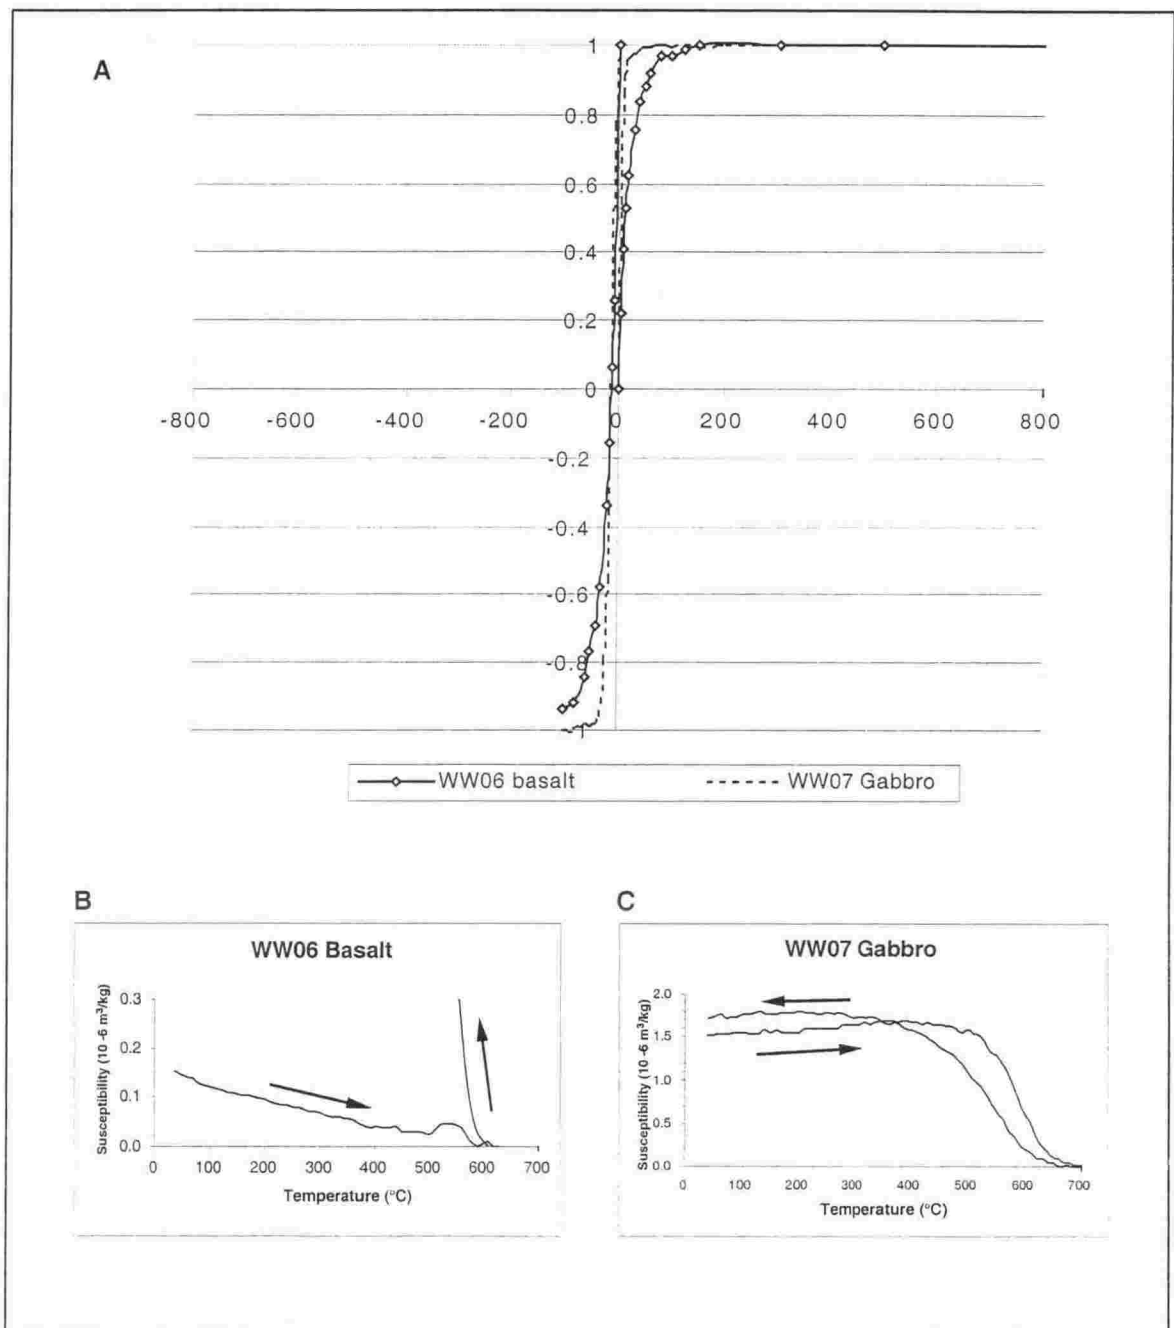 A
1
0.8
0.6
0.4
0.2
0
-800 -600 -400 -200 0 200 400 600 800
-0.2
-0.4
-0.6
-0.8
WW06 basalt WW07 Gabbro
B
WW06 Basalt
Susceptibility (10 -6 m³/kg)
0.3
0.2
0.1
0.0
0 100 200 300 400 500 600 700
Temperature (°C)
C
WW07 Gabbro
Susceptibility (10 -6 m³/kg)
2.0
1.5
1.0
0.5
0.0
0 100 200 300 400 500 600 700
Temperature (°C)